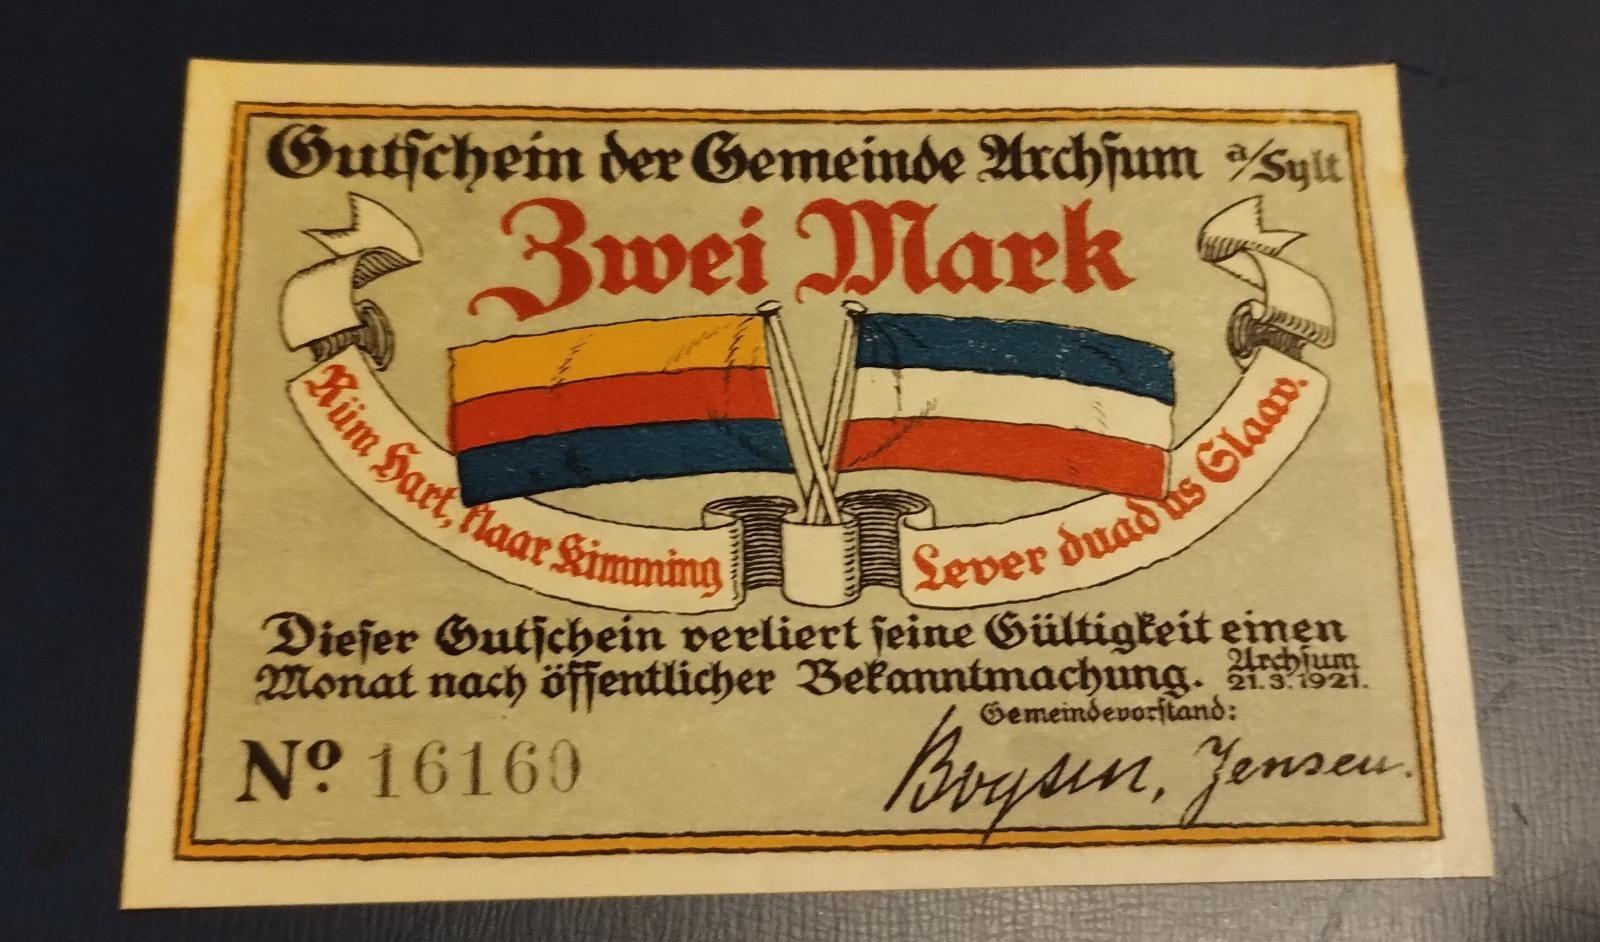 Gutschein der Gemeinde Archsum a/Sylt
Zwei Mark
Rüm Hart, klaar Kimming
Lever duad us Slaav.
Dieser Gutschein verliert seine Gültigkeit einen
Monat nach öffentlicher Bekanntmachung.
Archsum
21.3.1921.
Gemeindevorstand:
Boysen, Jensen.
Nº 16160